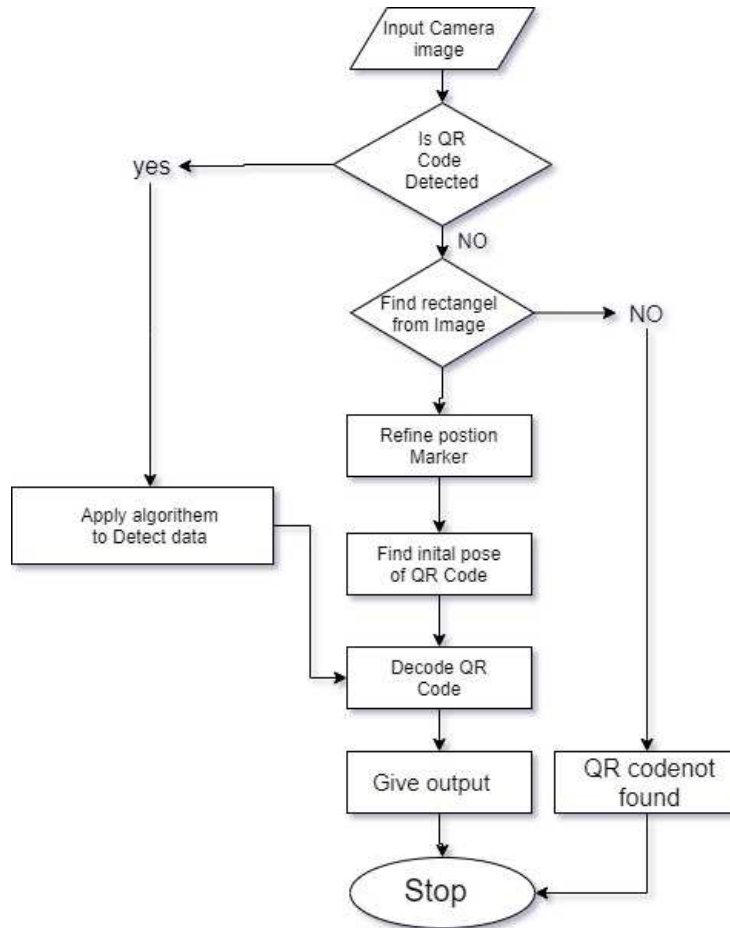 Input Camera
image
Is QR
Code
Detected
yes
NO
Find rectangel
from Image
NO
Refine postion
Marker
Apply algorithem
to Detect data
Find inital pose
of QR Code
Decode QR
Code
Give output
QR codenot
found
Stop